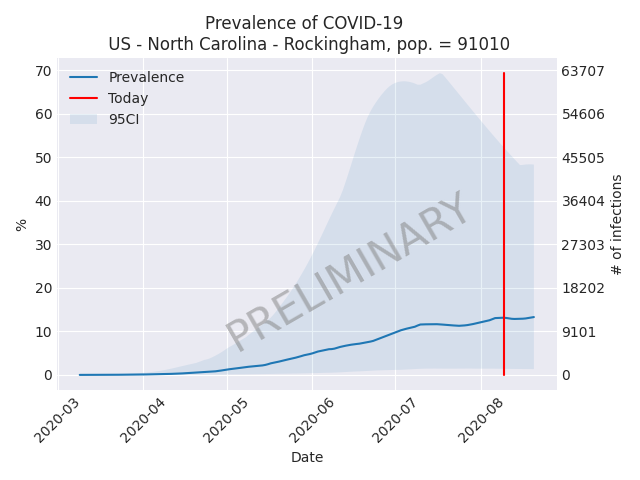 Prevalence of COVID-19
US - North Carolina - Rockingham, pop. = 91010
Prevalence
Today
95CI
70
60
50
40
30
20
10
0
%
63707
54606
45505
36404
27303
18202
9101
0
# of infections
PRELIMINARY
2020-03
2020-04
2020-05
2020-06
2020-07
2020-08
Date